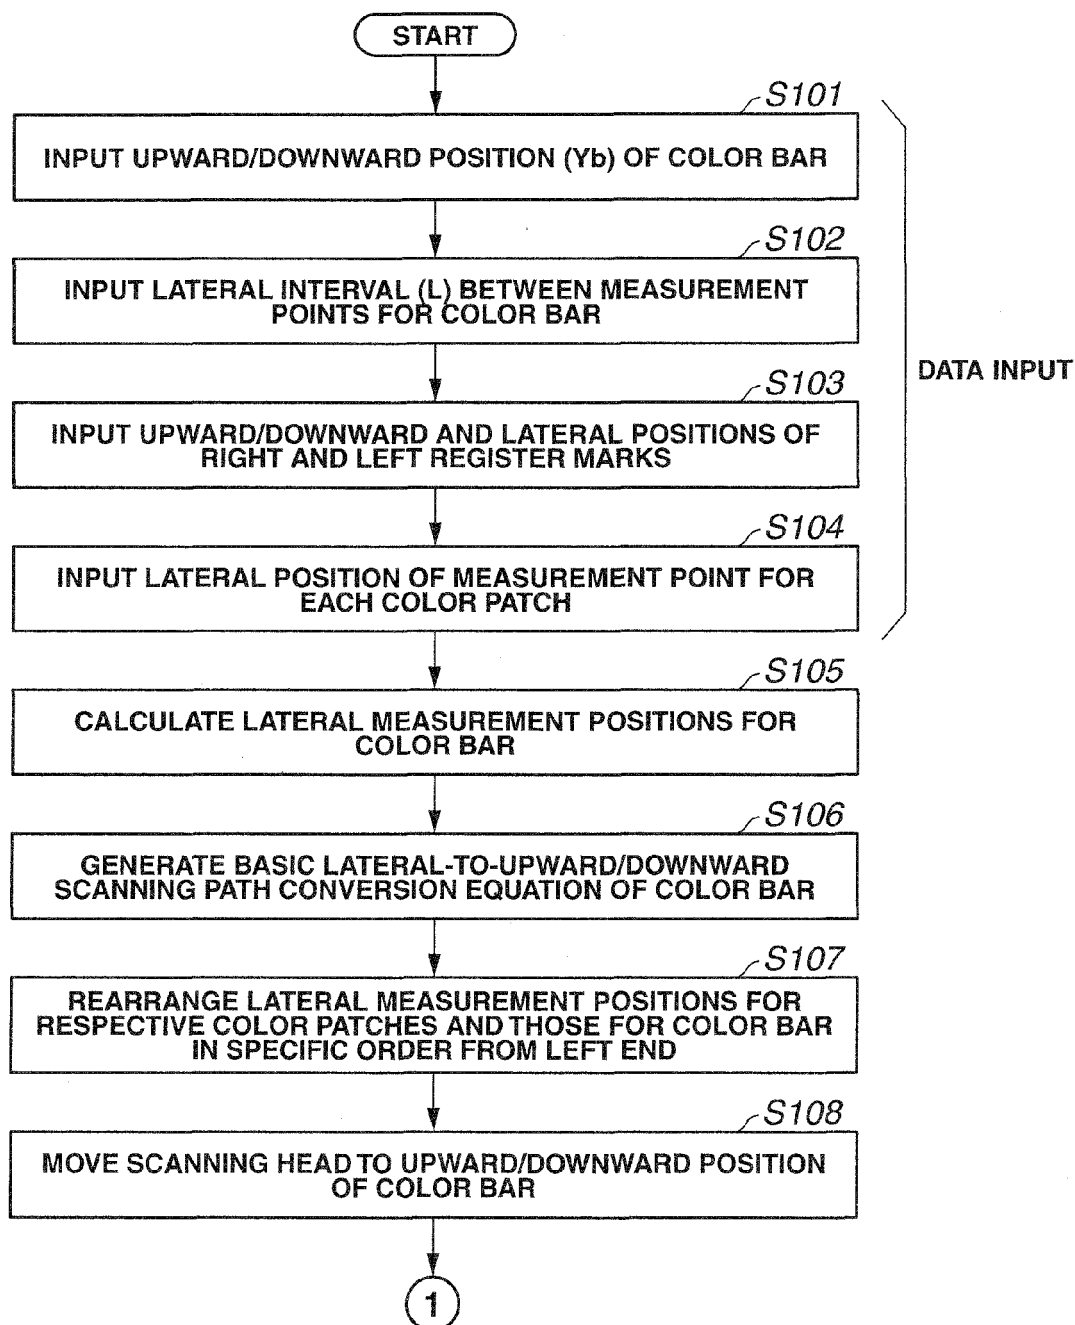 START
S101
INPUT UPWARD/DOWNWARD POSITION (Yb) OF COLOR BAR
S102
INPUT LATERAL INTERVAL (L) BETWEEN MEASUREMENT
POINTS FOR COLOR BAR
DATA INPUT
S103
INPUT UPWARD/DOWNWARD AND LATERAL POSITIONS OF
RIGHT AND LEFT REGISTER MARKS
S104
INPUT LATERAL POSITION OF MEASUREMENT POINT FOR
EACH COLOR PATCH
S105
CALCULATE LATERAL MEASUREMENT POSITIONS FOR
COLOR BAR
S106
GENERATE BASIC LATERAL-TO-UPWARD/DOWNWARD
SCANNING PATH CONVERSION EQUATION OF COLOR BAR
S107
REARRANGE LATERAL MEASUREMENT POSITIONS FOR
RESPECTIVE COLOR PATCHES AND THOSE FOR COLOR BAR
IN SPECIFIC ORDER FROM LEFT END
S108
MOVE SCANNING HEAD TO UPWARD/DOWNWARD POSITION
OF COLOR BAR
1